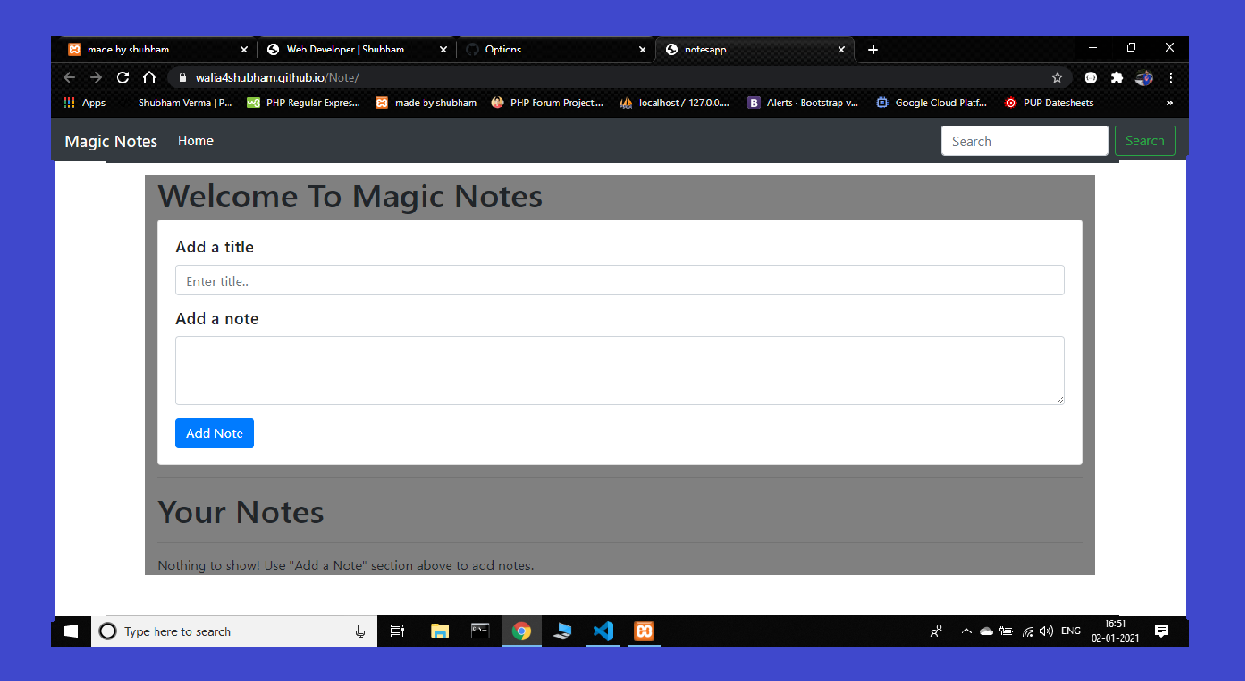 made by shubham
Web Developer | Shubham
Options
notesapp
walia4shubham.github.io/Note/
Apps
Shubham Verma | P...
PHP Regular Expres...
made by shubham
PHP Forum Project...
localhost / 127.0.0....
Alerts · Bootstrap v...
Google Cloud Platf...
PUP Datesheets
»
Magic Notes
Home
Search
Search
Welcome To Magic Notes
Add a title
Enter title..
Add a note
Add Note
Your Notes
Nothing to show! Use "Add a Note" section above to add notes.
Type here to search
ENG
16:51
02-01-2021